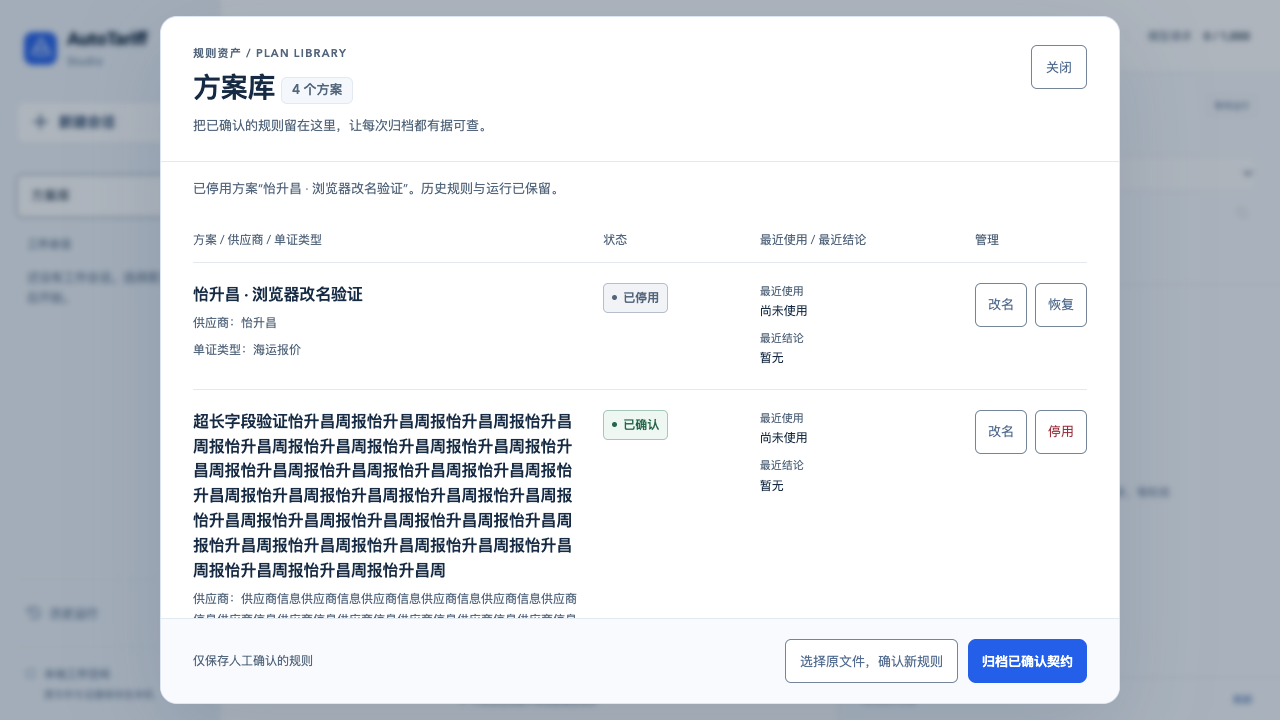 AutoTariff
新建会话
方案库
历史运行
规则资产 / PLAN LIBRARY
方案库
4 个方案
把已确认的规则留在这里，让每次归档都有据可查。
关闭
已停用方案“怡升昌 · 浏览器改名验证”。历史规则与运行已保留。
方案 / 供应商 / 单证类型
状态
最近使用 / 最近结论
管理
怡升昌 · 浏览器改名验证
供应商：怡升昌
单证类型：海运报价
已停用
最近使用
尚未使用
最近结论
暂无
改名
恢复
超长字段验证怡升昌周报怡升昌周报怡升昌周报怡升昌
周报怡升昌周报怡升昌周报怡升昌周报怡升昌周报怡升
昌周报怡升昌周报怡升昌周报怡升昌周报怡升昌周报怡
升昌周报怡升昌周报怡升昌周报怡升昌周报怡升昌周报
怡升昌周报怡升昌周报怡升昌周报怡升昌周报怡升昌周
报怡升昌周报怡升昌周报怡升昌周报怡升昌周报怡升昌
周报怡升昌周报怡升昌周报怡升昌周
供应商：供应商信息供应商信息供应商信息供应商信息供应商信息供应商
已确认
最近使用
尚未使用
最近结论
暂无
改名
停用
仅保存人工确认的规则
选择原文件，确认新规则
归档已确认契约